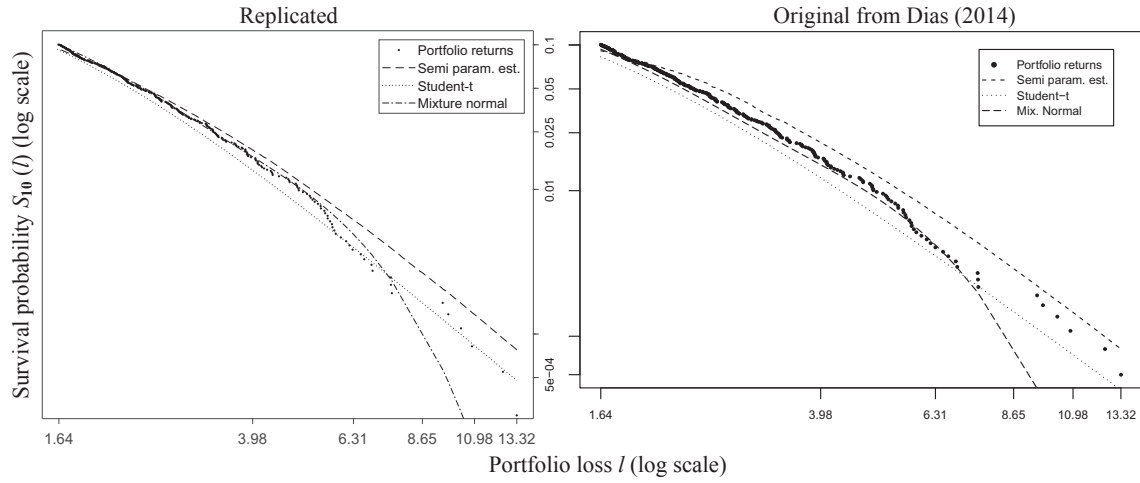 Replicated
Original from Dias (2014)
Survival probability S10 (l) (log scale)
Portfolio returns
Semi param. est.
Student-t
Mixture normal
0.1
0.05
0.025
0.01
5e−04
1.64
3.98
6.31
8.65
10.98
13.32
Portfolio returns
Semi param. est.
Student−t
Mix. Normal
1.64
3.98
6.31
8.65
10.98
13.32
Portfolio loss l (log scale)